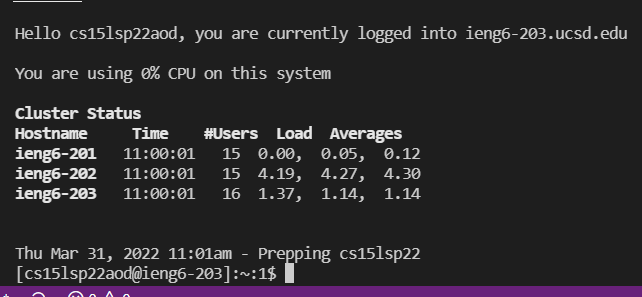 Hello cs15lsp22aod, you are currently logged into ieng6-203.ucsd.edu
You are using 0% CPU on this system
Cluster Status
Hostname Time #Users Load Averages
ieng6-201 11:00:01 15 0.00, 0.05, 0.12
ieng6-202 11:00:01 15 4.19, 4.27, 4.30
ieng6-203 11:00:01 16 1.37, 1.14, 1.14
Thu Mar 31, 2022 11:01am - Prepping cs15lsp22
[cs15lsp22aod@ieng6-203]:~:1$